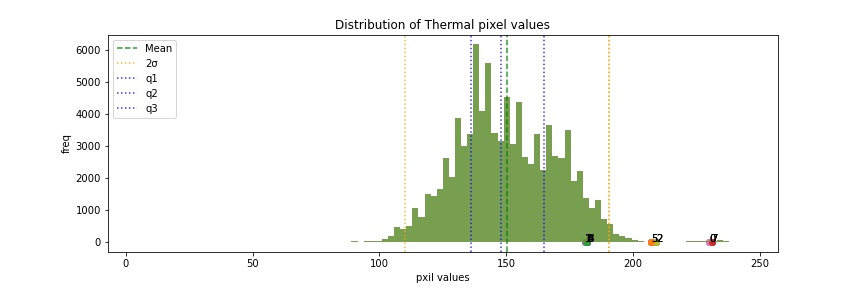 Distribution of Thermal pixel values
freq
6000
5000
4000
3000
2000
1000
0
Mean
2σ
q1
q2
q3
52
0 50 100 150 200 250
pxil values